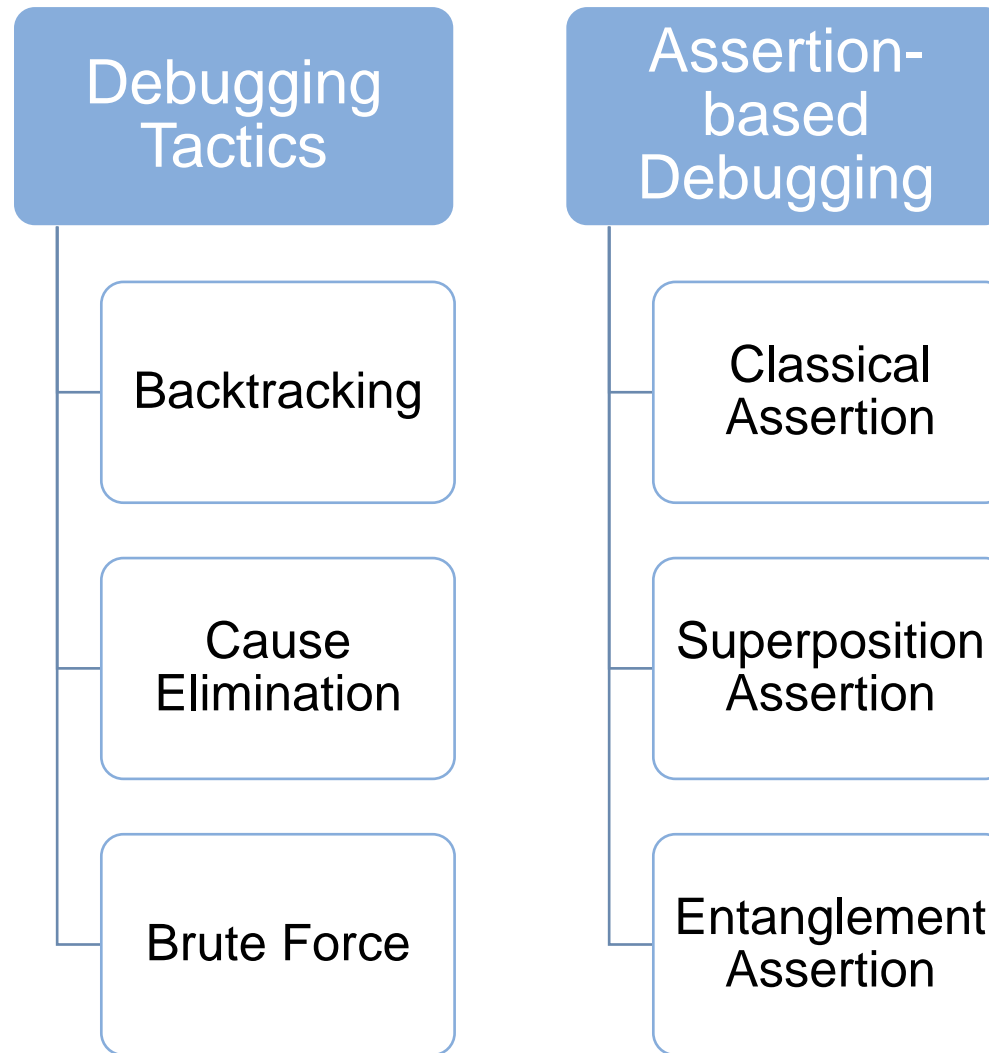 Debugging
Tactics
Backtracking
Cause
Elimination
Brute Force
Assertion-
based
Debugging
Classical
Assertion
Superposition
Assertion
Entanglement
Assertion